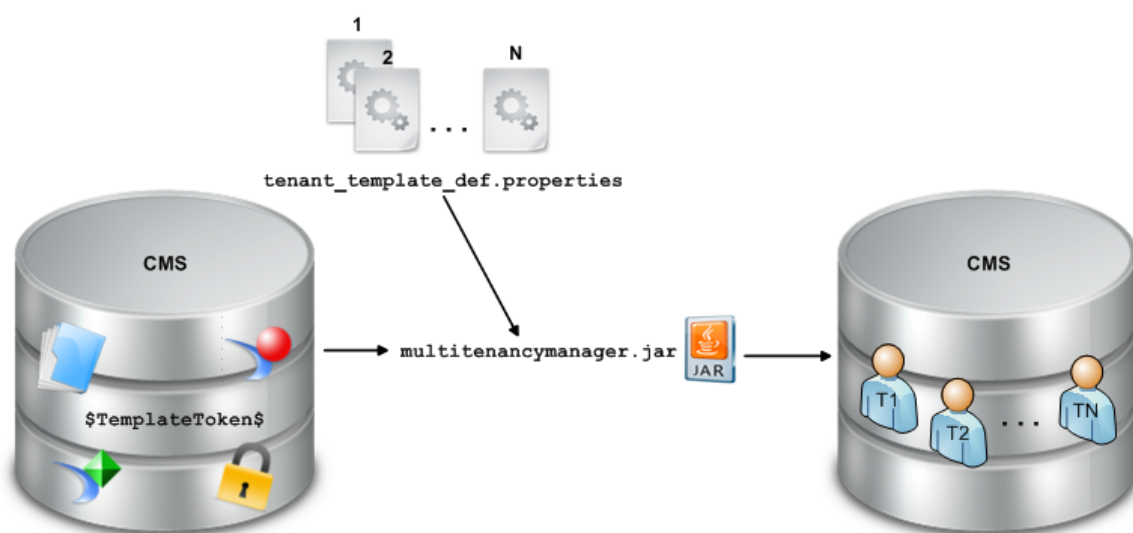 1
2
N
...
tenant_template_def.properties
CMS
CMS
multitenancymanager.jar
JAR
$TemplateToken$
T1
T2
...
TN